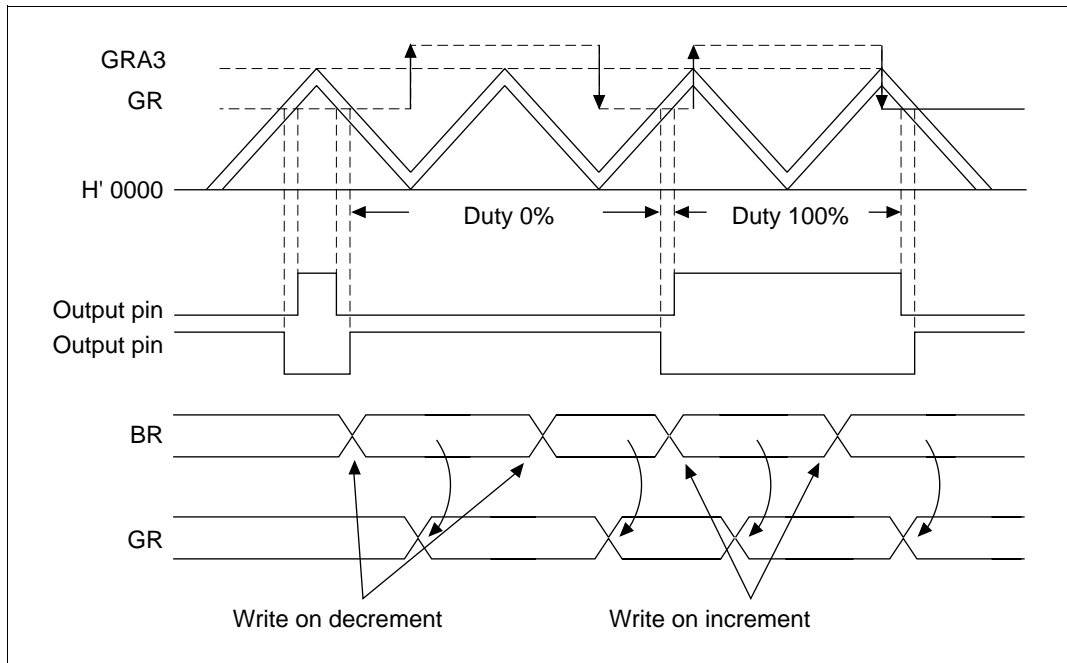 GRA3
GR
H' 0000
Duty 0%
Duty 100%
Output pin
Output pin
BR
GR
Write on decrement
Write on increment